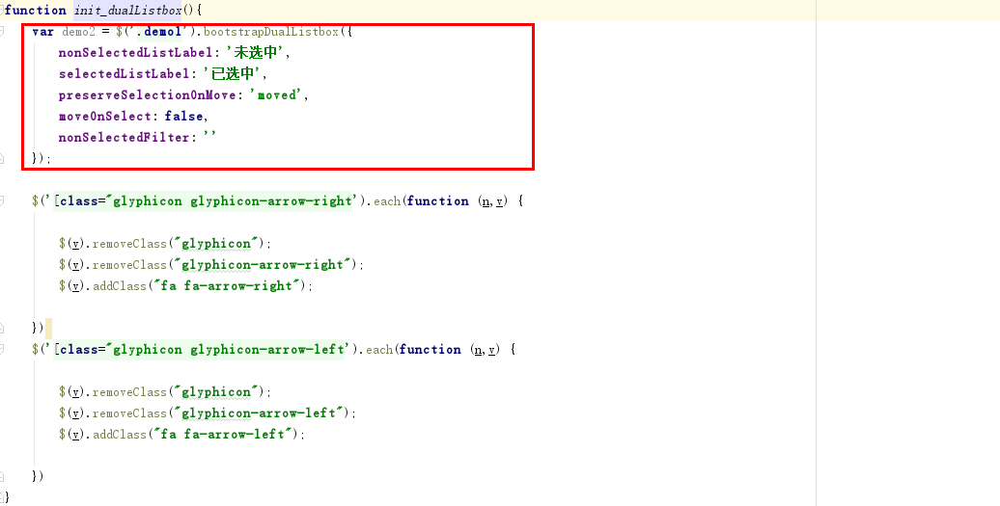 function init_dualListbox(){
var demo2 = $('.demo1').bootstrapDualListbox({
nonSelectedListLabel: '未选中',
selectedListLabel: '已选中',
preserveSelectionOnMove: 'moved',
moveOnSelect: false,
nonSelectedFilter: ''
});
$('[class="glyphicon glyphicon-arrow-right').each(function (n,v) {
$(v).removeClass("glyphicon");
$(v).removeClass("glyphicon-arrow-right");
$(v).addClass("fa fa-arrow-right");
})
$('[class="glyphicon glyphicon-arrow-left').each(function (n,v) {
$(v).removeClass("glyphicon");
$(v).removeClass("glyphicon-arrow-left");
$(v).addClass("fa fa-arrow-left");
})
}